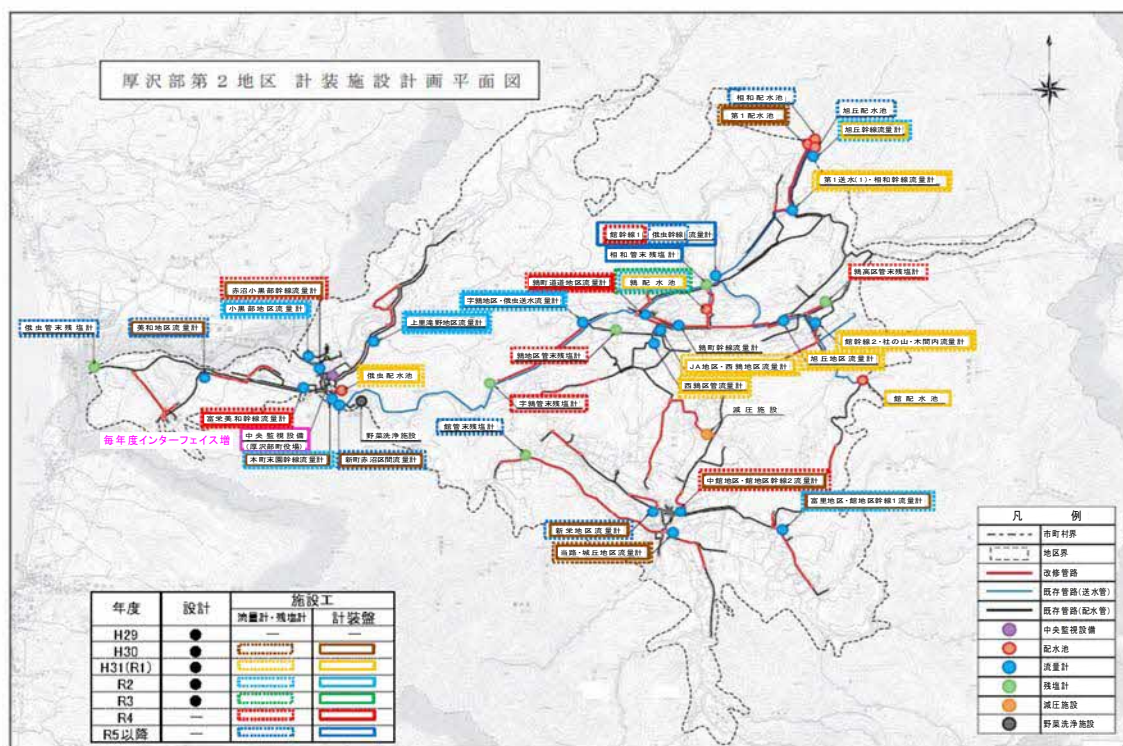 厚沢部第2地区 計装施設計画平面図
相和配水池
第1配水池
旭丘配水池
旭丘幹線流量計
第1送水(1)・相和幹線流量計
館幹線1 俄虫幹線 流量計
相和管末残塩計
鶉町道道地区流量計
鶉配水池
鶉高区管末残塩計
赤沼小黒部幹線流量計
小黒部地区流量計
字鶉地区・俄虫送水流量計
上里滝野地区流量計
俄虫管末残塩計
美和地区流量計
鶉町幹線流量計
館幹線2・社の山・木間内流量計
鶉地区管末残塩計
JA地区・西鶉地区流量計
旭丘地区流量計
俄虫配水池
西鶉区管流量計
館配水池
富栄美和幹線流量計
字鶉管末残塩計
減圧施設
毎年度インターフェイス増
中央監視設備
(厚沢部町役場)
野菜洗浄施設
館管末残塩計
本町末園幹線流量計
新町赤沼区間流量計
中館地区・館地区幹線2流量計
富里地区・館地区幹線1流量計
新栄地区流量計
当路・城丘地区流量計
凡 例
市町村界
地区界
改修管路
既存管路(送水管)
既存管路(配水管)
中央監視設備
配水池
流量計
残塩計
減圧施設
野菜洗浄施設
年度 設計 施設工
流量計・残塩計 計装盤
H29 ● — —
H30 ●
H31(R1) ●
R2 ●
R3 ●
R4 —
R5以降 —